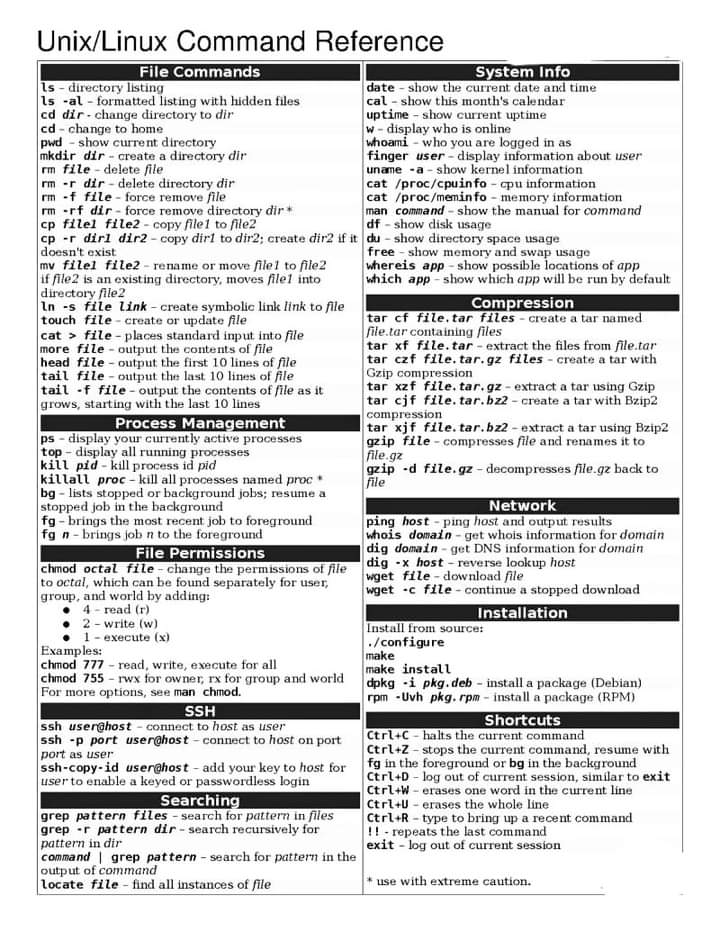 Unix/Linux Command Reference
File Commands
ls – directory listing
ls -al – formatted listing with hidden files
cd dir - change directory to dir
cd – change to home
pwd – show current directory
mkdir dir – create a directory dir
rm file – delete file
rm -r dir – delete directory dir
rm -f file – force remove file
rm -rf dir – force remove directory dir *
cp file1 file2 – copy file1 to file2
cp -r dir1 dir2 – copy dir1 to dir2; create dir2 if it
doesn't exist
mv file1 file2 – rename or move file1 to file2
if file2 is an existing directory, moves file1 into
directory file2
ln -s file link – create symbolic link link to file
touch file – create or update file
cat > file – places standard input into file
more file – output the contents of file
head file – output the first 10 lines of file
tail file – output the last 10 lines of file
tail -f file – output the contents of file as it
grows, starting with the last 10 lines
Process Management
ps – display your currently active processes
top – display all running processes
kill pid – kill process id pid
killall proc – kill all processes named proc *
bg – lists stopped or background jobs; resume a
stopped job in the background
fg – brings the most recent job to foreground
fg n – brings job n to the foreground
File Permissions
chmod octal file – change the permissions of file
to octal, which can be found separately for user,
group, and world by adding:
● 4 – read (r)
● 2 – write (w)
● 1 – execute (x)
Examples:
chmod 777 – read, write, execute for all
chmod 755 – rwx for owner, rx for group and world
For more options, see man chmod.
SSH
ssh user@host – connect to host as user
ssh -p port user@host – connect to host on port
port as user
ssh-copy-id user@host – add your key to host for
user to enable a keyed or passwordless login
Searching
grep pattern files – search for pattern in files
grep -r pattern dir – search recursively for
pattern in dir
command | grep pattern – search for pattern in the
output of command
locate file – find all instances of file
System Info
date – show the current date and time
cal – show this month's calendar
uptime – show current uptime
w – display who is online
whoami – who you are logged in as
finger user – display information about user
uname -a – show kernel information
cat /proc/cpuinfo – cpu information
cat /proc/meminfo – memory information
man command – show the manual for command
df – show disk usage
du – show directory space usage
free – show memory and swap usage
whereis app – show possible locations of app
which app – show which app will be run by default
Compression
tar cf file.tar files – create a tar named
file.tar containing files
tar xf file.tar – extract the files from file.tar
tar czf file.tar.gz files – create a tar with
Gzip compression
tar xzf file.tar.gz – extract a tar using Gzip
tar cjf file.tar.bz2 – create a tar with Bzip2
compression
tar xjf file.tar.bz2 – extract a tar using Bzip2
gzip file – compresses file and renames it to
file.gz
gzip -d file.gz – decompresses file.gz back to
file
Network
ping host – ping host and output results
whois domain – get whois information for domain
dig domain – get DNS information for domain
dig -x host – reverse lookup host
wget file – download file
wget -c file – continue a stopped download
Installation
Install from source:
./configure
make
make install
dpkg -i pkg.deb – install a package (Debian)
rpm -Uvh pkg.rpm – install a package (RPM)
Shortcuts
Ctrl+C – halts the current command
Ctrl+Z – stops the current command, resume with
fg in the foreground or bg in the background
Ctrl+D – log out of current session, similar to exit
Ctrl+W – erases one word in the current line
Ctrl+U – erases the whole line
Ctrl+R – type to bring up a recent command
!! - repeats the last command
exit – log out of current session
* use with extreme caution.